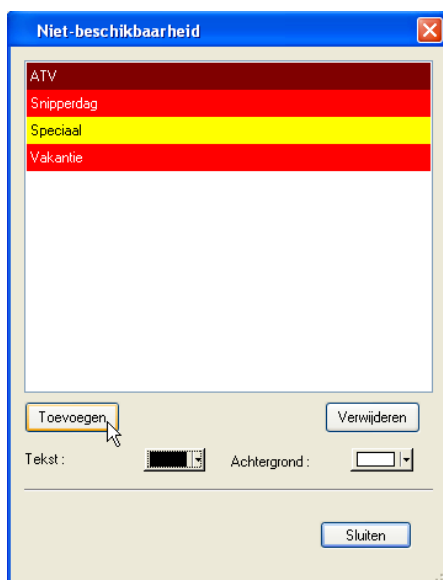 Niet-beschikbaarheid
ATV
Snipperdag
Speciaal
Vakantie
Toevoegen Verwijderen
Tekst : Achtergrond :
Sluiten